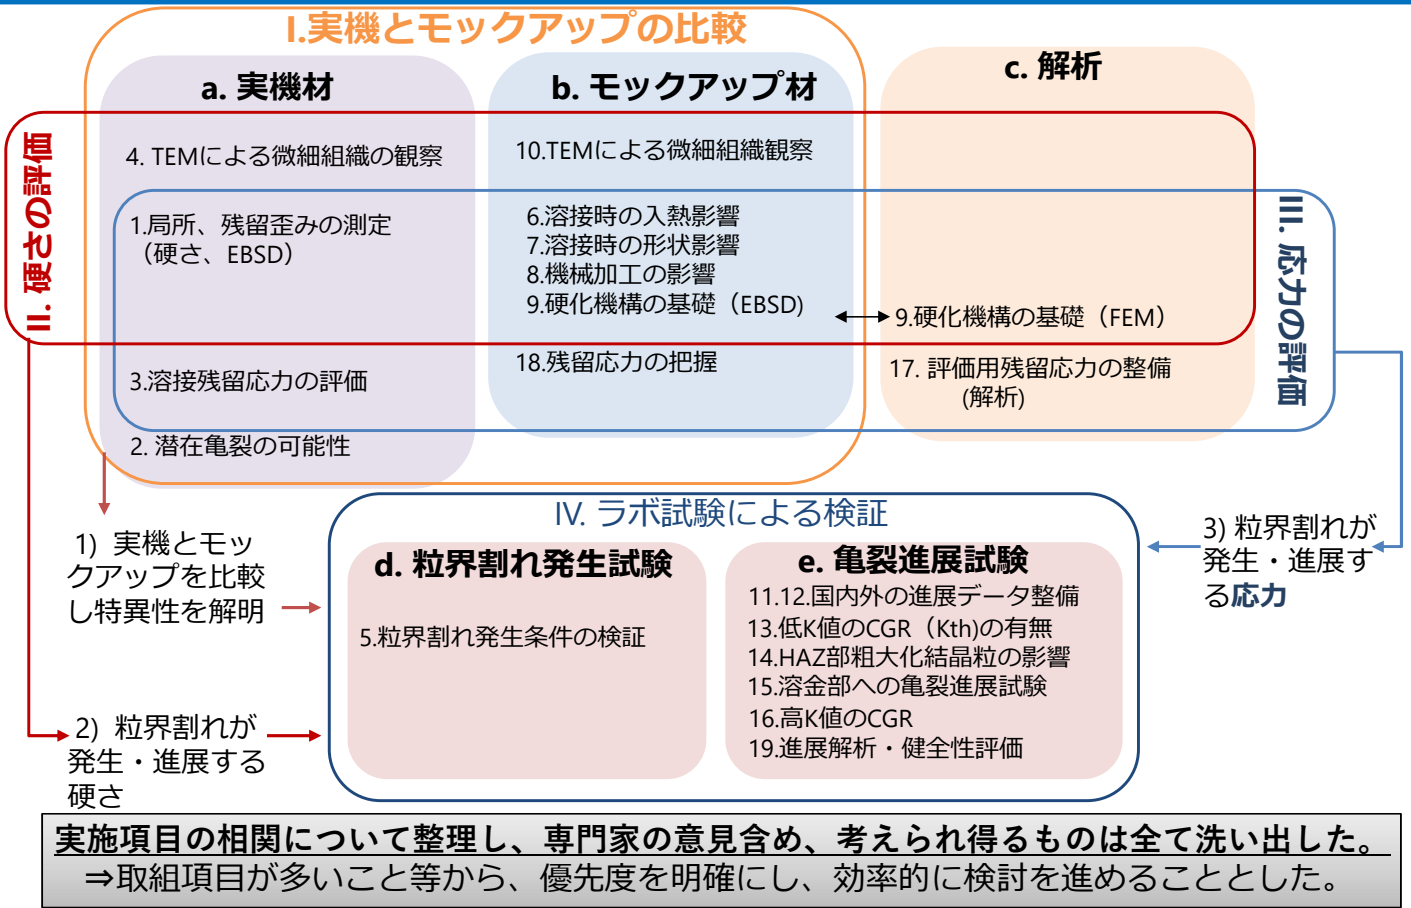 I.実機とモックアップの比較
a. 実機材
b. モックアップ材
c. 解析
II. 硬さの評価
4. TEMによる微細組織の観察
10.TEMによる微細組織観察
1.局所、残留歪みの測定
（硬さ、EBSD）
6.溶接時の入熱影響
7.溶接時の形状影響
8.機械加工の影響
9.硬化機構の基礎（EBSD)
9.硬化機構の基礎（FEM）
III. 応力の評価
3.溶接残留応力の評価
18.残留応力の把握
17. 評価用残留応力の整備
(解析)
2. 潜在亀裂の可能性
1) 実機とモッ
クアップを比較
し特異性を解明
2) 粒界割れが
発生・進展する
硬さ
3) 粒界割れが
発生・進展す
る応力
IV. ラボ試験による検証
d. 粒界割れ発生試験
5.粒界割れ発生条件の検証
e. 亀裂進展試験
11.12.国内外の進展データ整備
13.低K値のCGR（Kth)の有無
14.HAZ部粗大化結晶粒の影響
15.溶金部への亀裂進展試験
16.高K値のCGR
19.進展解析・健全性評価
実施項目の相関について整理し、専門家の意見含め、考えられ得るものは全て洗い出した。
⇒取組項目が多いこと等から、優先度を明確にし、効率的に検討を進めることとした。